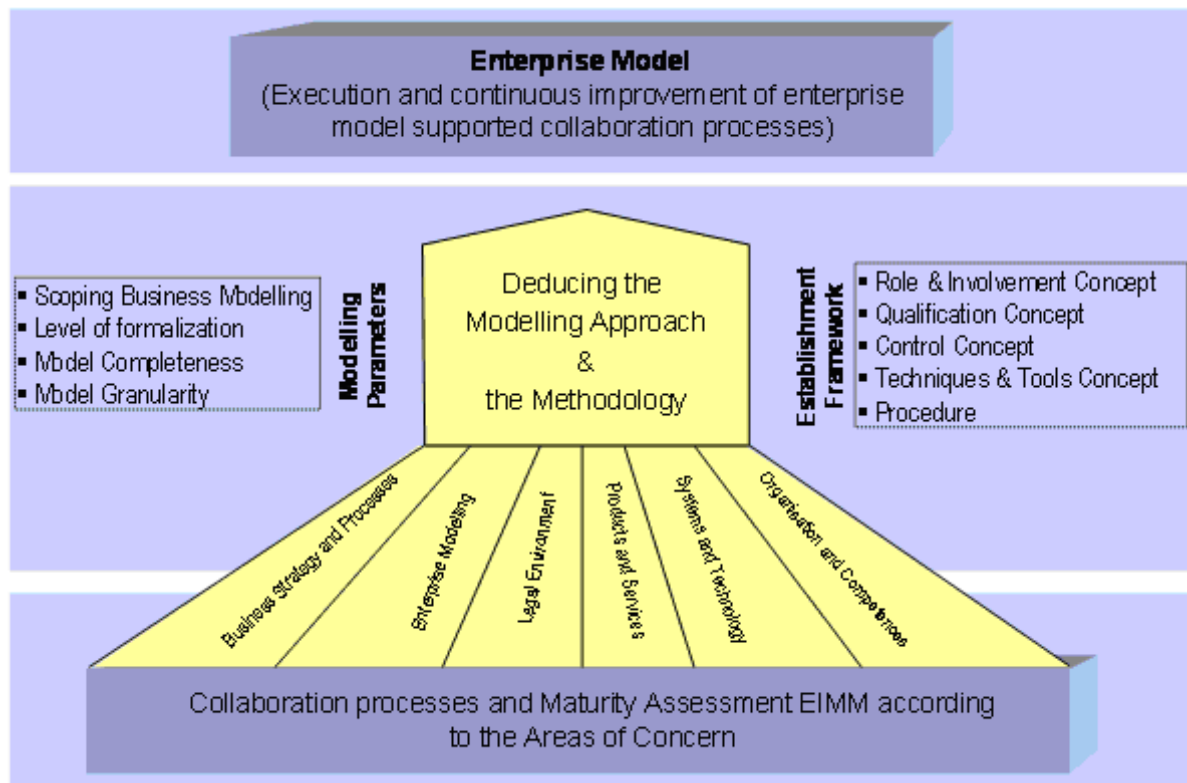 Enterprise Model
(Execution and continuous improvement of enterprise
model supported collaboration processes)
▪ Scoping Business Modelling
▪ Level of formalization
▪ Model Completeness
▪ Model Granularity
Modelling
Parameters
Deducing the
Modelling Approach
&
the Methodology
Establishment
Framework
▪ Role & Involvement Concept
▪ Qualification Concept
▪ Control Concept
▪ Techniques & Tools Concept
▪ Procedure
Business Strategy and Processes
Enterprise Modelling
Legal Environment
Products and Services
Systems and Technology
Organisation and Competences
Collaboration processes and Maturity Assessment EIMM according
to the Areas of Concern